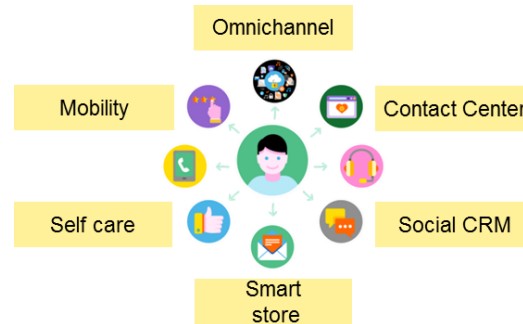 Omnichannel
Mobility
Contact Center
Self care
Social CRM
Smart
store